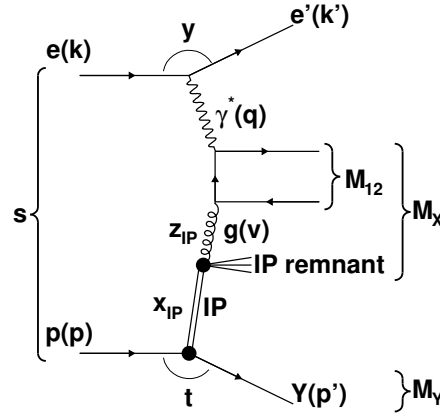 e'(k')
y
e(k)
γ*(q)
M12
MX
s
zIP
g(v)
IP remnant
xIP
IP
p(p)
t
Y(p')
MY